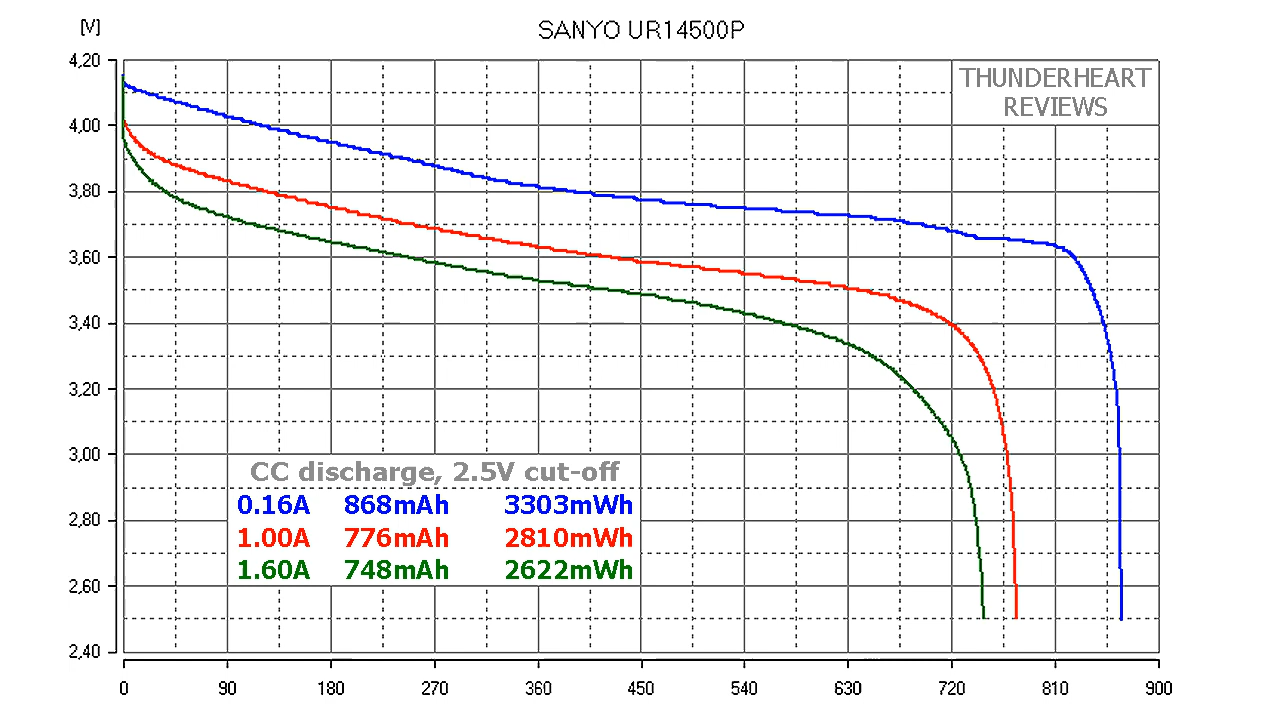 [V]
SANYO UR14500P
4,20
THUNDERHEART
REVIEWS
4,00
3,80
3,60
3,40
3,20
3,00
CC discharge, 2.5V cut-off
0.16A 868mAh 3303mWh
1.00A 776mAh 2810mWh
1.60A 748mAh 2622mWh
2,80
2,60
2,40
0 90 180 270 360 450 540 630 720 810 900